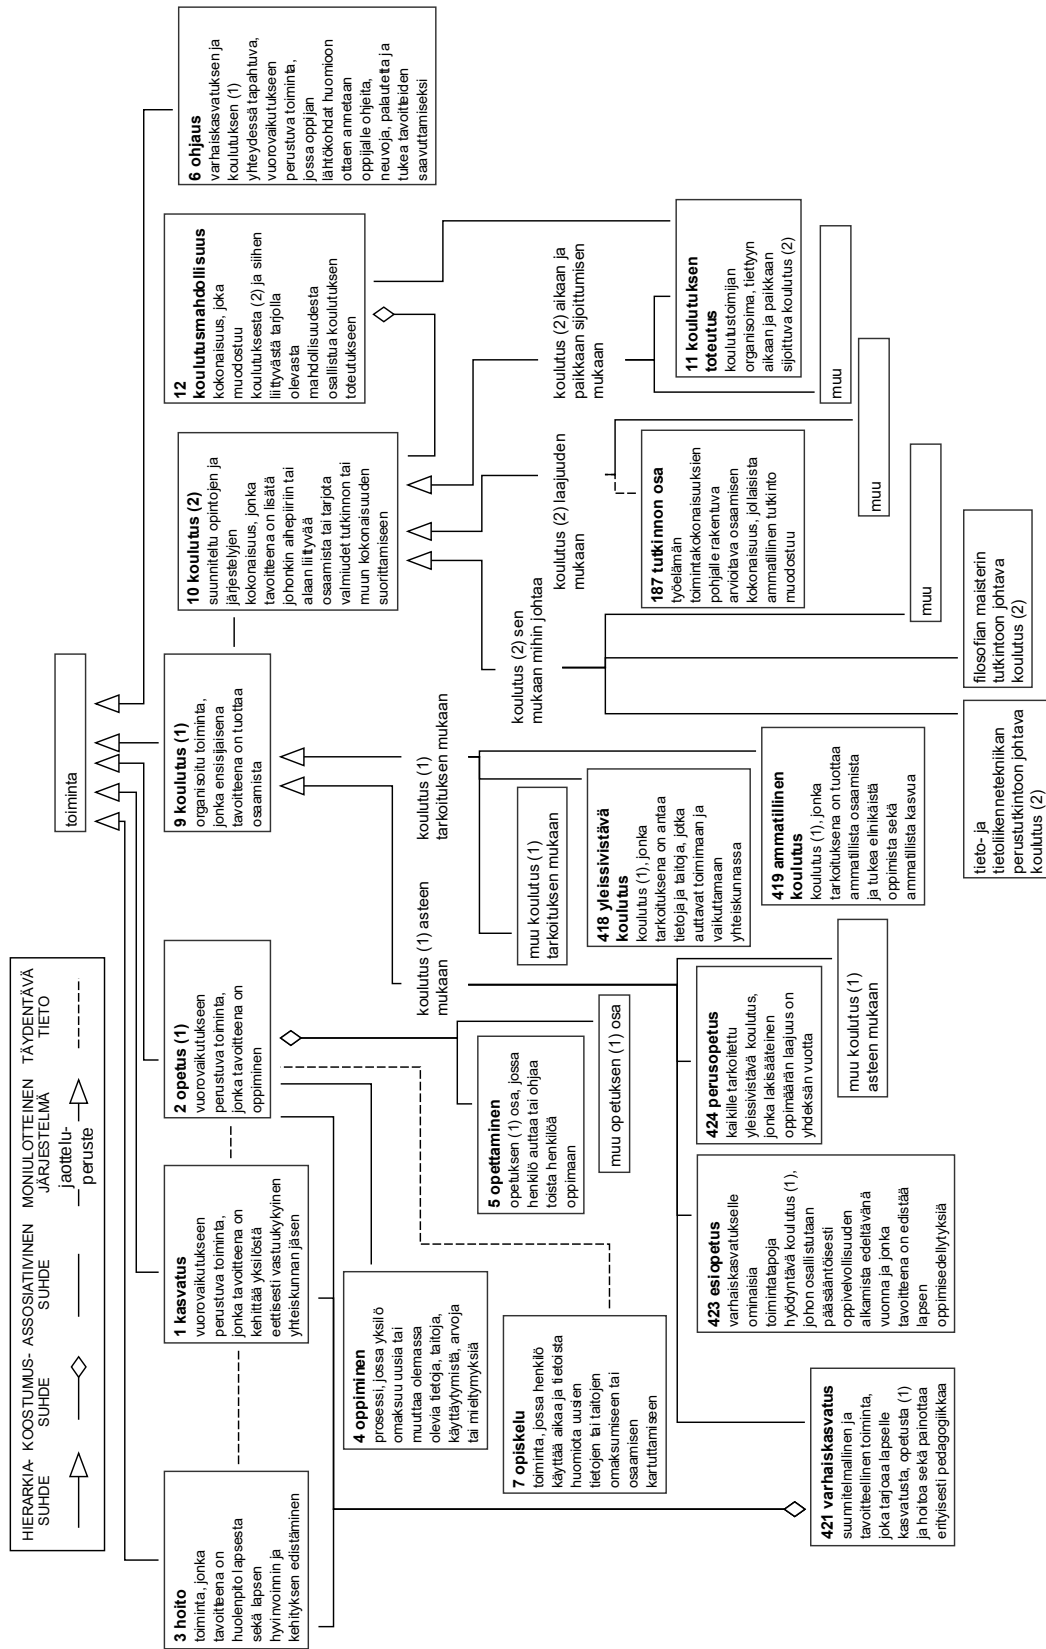 HIERARKIA- KOOSTUMUS- ASSOSIATIIVINEN MONIULOTTEINEN TÄYDENTÄVÄ
SUHDE SUHDE SUHDE JÄRJESTELMÄ TIETO
jaottelu-
peruste
toiminta
3 hoito
toiminta, jonka
tavoitteena on
huolenpito lapsesta
sekä lapsen
hyvinvoinnin ja
kehityksen edistäminen
1 kasvatus
vuorovaikutukseen
perustuva toiminta,
jonka tavoitteena on
kehittää yksilöstä
eettisesti vastuukykyinen
yhteiskunnan jäsen
2 opetus (1)
vuorovaikutukseen
perustuva toiminta,
jonka tavoitteena on
oppiminen
9 koulutus (1)
organisoitu toiminta,
jonka ensisijaisena
tavoitteena on tuottaa
osaamista
10 koulutus (2)
suunniteltu opintojen ja
järjestelyjen
kokonaisuus, jonka
tavoitteena on lisätä
johonkin aihepiiriin tai
alaan liittyvää
osaamista tai tarjota
valmiudet tutkinnon tai
muun kokonaisuuden
suorittamiseen
12
koulutusmahdollisuus
kokonaisuus, joka
muodostuu
koulutuksesta (2) ja siihen
liittyvästä tarjolla
olevasta
mahdollisuudesta
osallistua koulutuksen
toteutukseen
6 ohjaus
varhaiskasvatuksen ja
koulutuksen (1)
yhteydessä tapahtuva,
vuorovaikutukseen
perustuva toiminta,
jossa oppijan
lähtökohdat huomioon
ottaen annetaan
oppijalle ohjeita,
neuvoja, palautetta ja
tukea tavoitteiden
saavuttamiseksi
4 oppiminen
prosessi, jossa yksilö
omaksuu uusia tai
muuttaa olemassa
olevia tietoja, taitoja,
käyttäytymistä, arvoja
tai mieltymyksiä
7 opiskelu
toiminta, jossa henkilö
käyttää aikaa ja tietoista
huomiota uusien
tietojen tai taitojen
omaksumiseen tai
osaamisen
kartuttamiseen
5 opettaminen
opetuksen (1) osa, jossa
henkilö auttaa tai ohjaa
toista henkilöä
oppimaan
muu opetuksen (1) osa
koulutus (1) asteen
mukaan
koulutus (1)
tarkoituksen mukaan
muu koulutus (1)
tarkoituksen mukaan
418 yleissivistävä
koulutus
koulutus (1), jonka
tarkoituksena on antaa
tietoja ja taitoja, jotka
auttavat toimimaan ja
vaikuttamaan
yhteiskunnassa
419 ammatillinen
koulutus
koulutus (1), jonka
tarkoituksena on tuottaa
ammatillista osaamista
ja tukea elinikäistä
oppimista sekä
ammatillista kasvua
koulutus (2) sen
mukaan mihin johtaa
koulutus (2) laajuuden
mukaan
koulutus (2) aikaan ja
paikkaan sijoittumisen
mukaan
187 tutkinnon osa
työelämän
toimintakokonaisuuksien
pohjalle rakentuva
arvioitava osaamisen
kokonaisuus, jollaisista
ammatillinen tutkinto
muodostuu
11 koulutuksen
toteutus
koulutustoimijan
organisoima, tiettyyn
aikaan ja paikkaan
sijoittuva koulutus (2)
muu
muu
muu
421 varhaiskasvatus
suunnitelmallinen ja
tavoitteellinen toiminta,
joka tarjoaa lapselle
kasvatusta, opetusta (1)
ja hoitoa sekä painottaa
erityisesti pedagogiikkaa
423 esiopetus
varhaiskasvatukselle
ominaisia
toimintatapoja
hyödyntävä koulutus (1),
johon osallistutaan
pääsääntöisesti
oppivelvollisuuden
alkamista edeltävänä
vuonna ja jonka
tavoitteena on edistää
lapsen
oppimisedellytyksiä
424 perusopetus
kaikille tarkoitettu
yleissivistävä koulutus,
jonka lakisääteinen
oppimäärän laajuus on
yhdeksän vuotta
muu koulutus (1)
asteen mukaan
tieto- ja
tietoliikennetekniikan
perustutkintoon johtava
koulutus (2)
filosofian maisterin
tutkintoon johtava
koulutus (2)